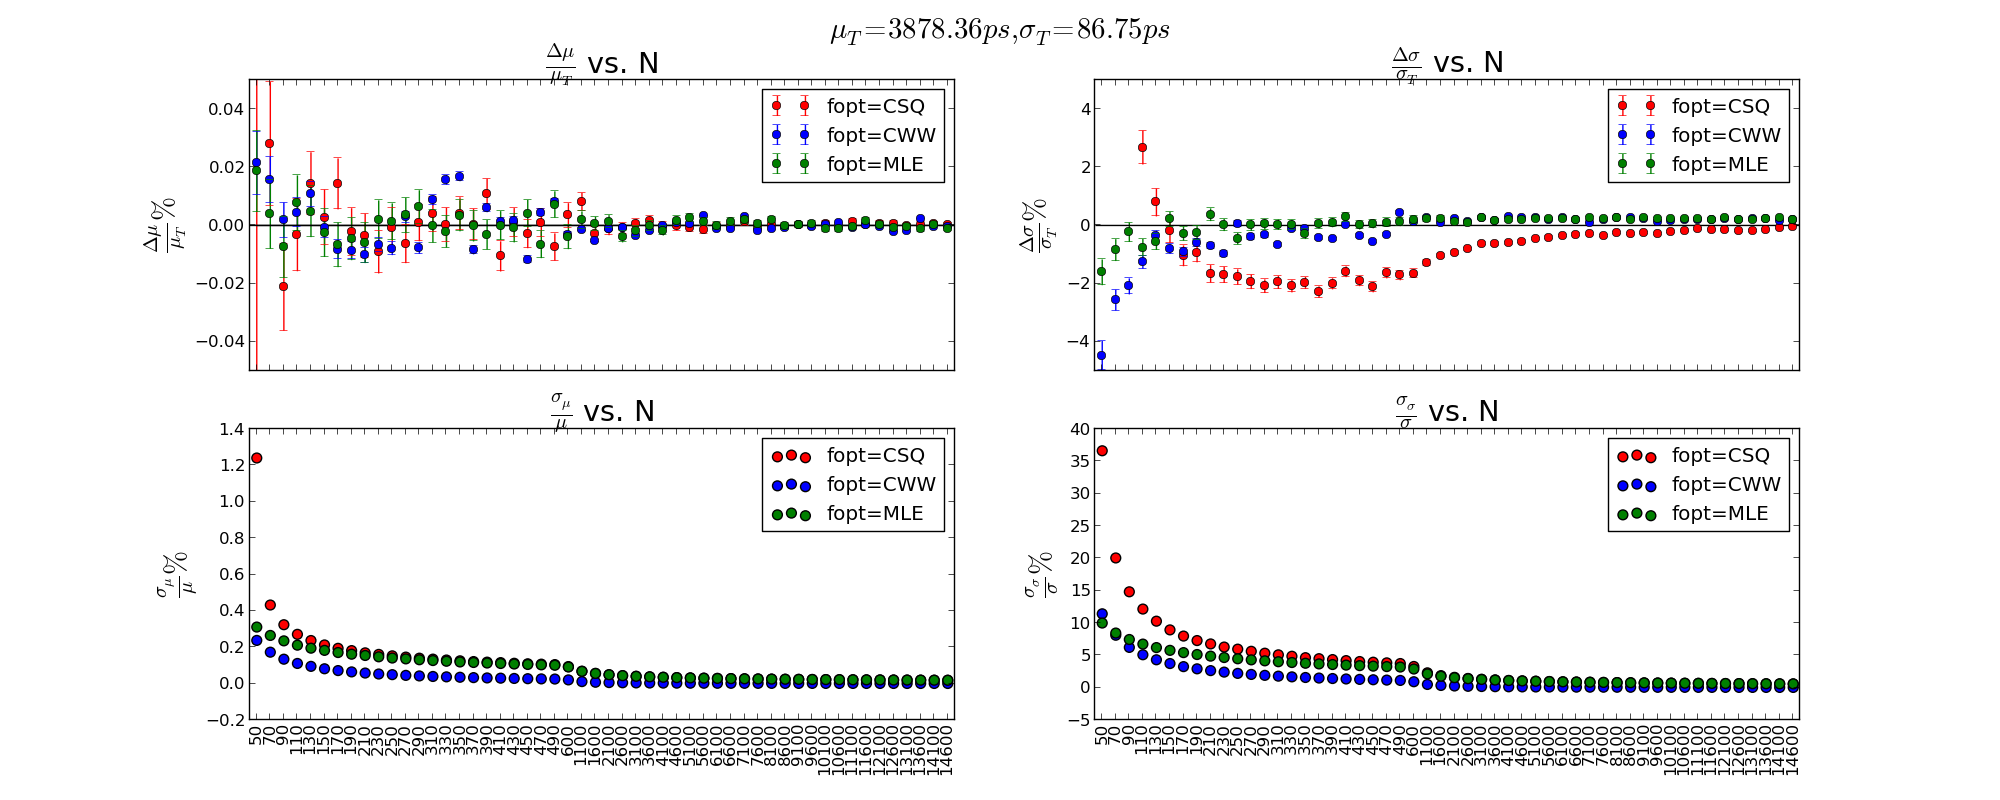 μ_T=3878.36ps,σ_T=86.75ps
Δμ/μ_T vs. N
0.04
0.02
0.00
−0.02
−0.04
Δμ/μ_T %
fopt=CSQ
fopt=CWW
fopt=MLE
Δσ/σ_T vs. N
4
2
0
−2
−4
Δσ/σ_T %
fopt=CSQ
fopt=CWW
fopt=MLE
σ_μ/μ vs. N
1.4
1.2
1.0
0.8
0.6
0.4
0.2
0.0
−0.2
σ_μ/μ %
fopt=CSQ
fopt=CWW
fopt=MLE
50 70 90 110 130 150 170 190 210 230 250 270 290 310 330 350 370 390 410 430 450 470 490 600 1100 1600 2100 2600 3100 3600 4100 4600 5100 5600 6100 6600 7100 7600 8100 8600 9100 9600 10100 10600 11100 11600 12100 12600 13100 13600 14100 14600
σ_σ/σ vs. N
40
35
30
25
20
15
10
5
0
−5
σ_σ/σ %
fopt=CSQ
fopt=CWW
fopt=MLE
50 70 90 110 130 150 170 190 210 230 250 270 290 310 330 350 370 390 410 430 450 470 490 600 1100 1600 2100 2600 3100 3600 4100 4600 5100 5600 6100 6600 7100 7600 8100 8600 9100 9600 10100 10600 11100 11600 12100 12600 13100 13600 14100 14600